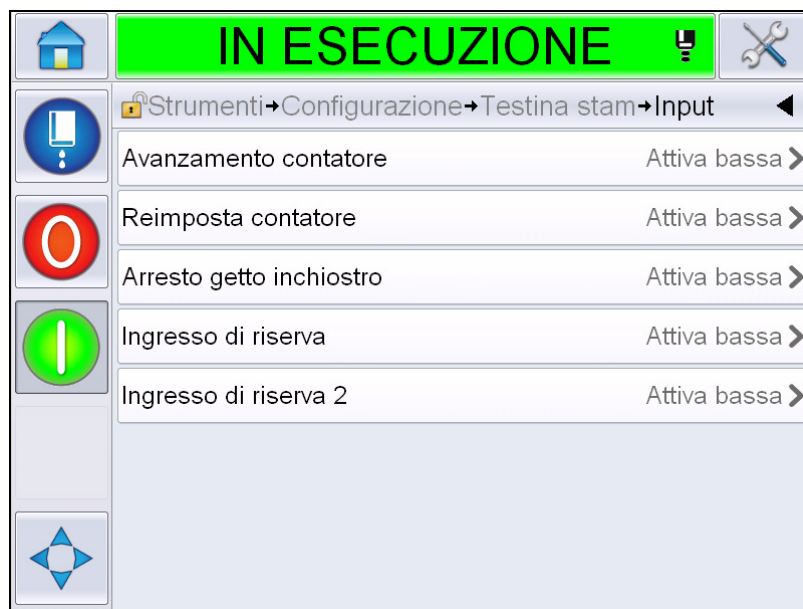 IN ESECUZIONE
Strumenti→Configurazione→Testina stam→Input
Avanzamento contatore Attiva bassa
Reimposta contatore Attiva bassa
Arresto getto inchiostro Attiva bassa
Ingresso di riserva Attiva bassa
Ingresso di riserva 2 Attiva bassa